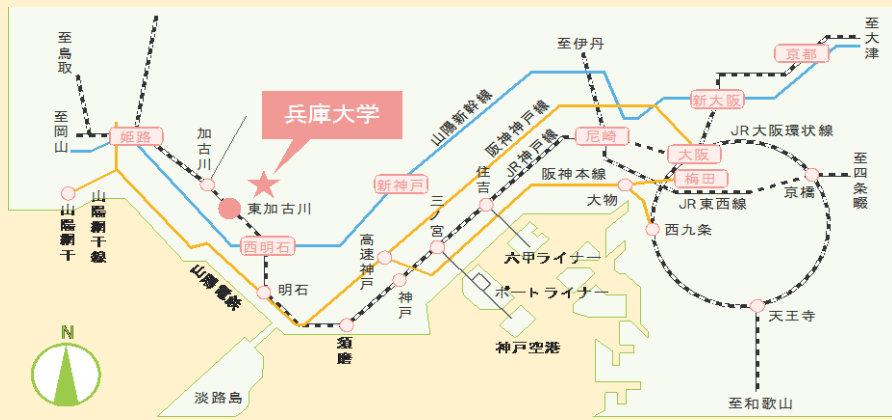 至鳥取
至岡山
姫路
加古川
兵庫大学
東加古川
山陽網干
山陽網干線
山陽電鉄
西明石
明石
須磨
淡路島
N
山陽新幹線
新神戸
高速神戸
神戸
三ノ宮
住吉
阪神神戸線
JR神戸線
阪神本線
六甲ライナー
ポートライナー
神戸空港
至伊丹
尼崎
大物
西九条
新大阪
大阪
梅田
京都
至大津
JR大阪環状線
JR東西線
京橋
至四条畷
天王寺
至和歌山